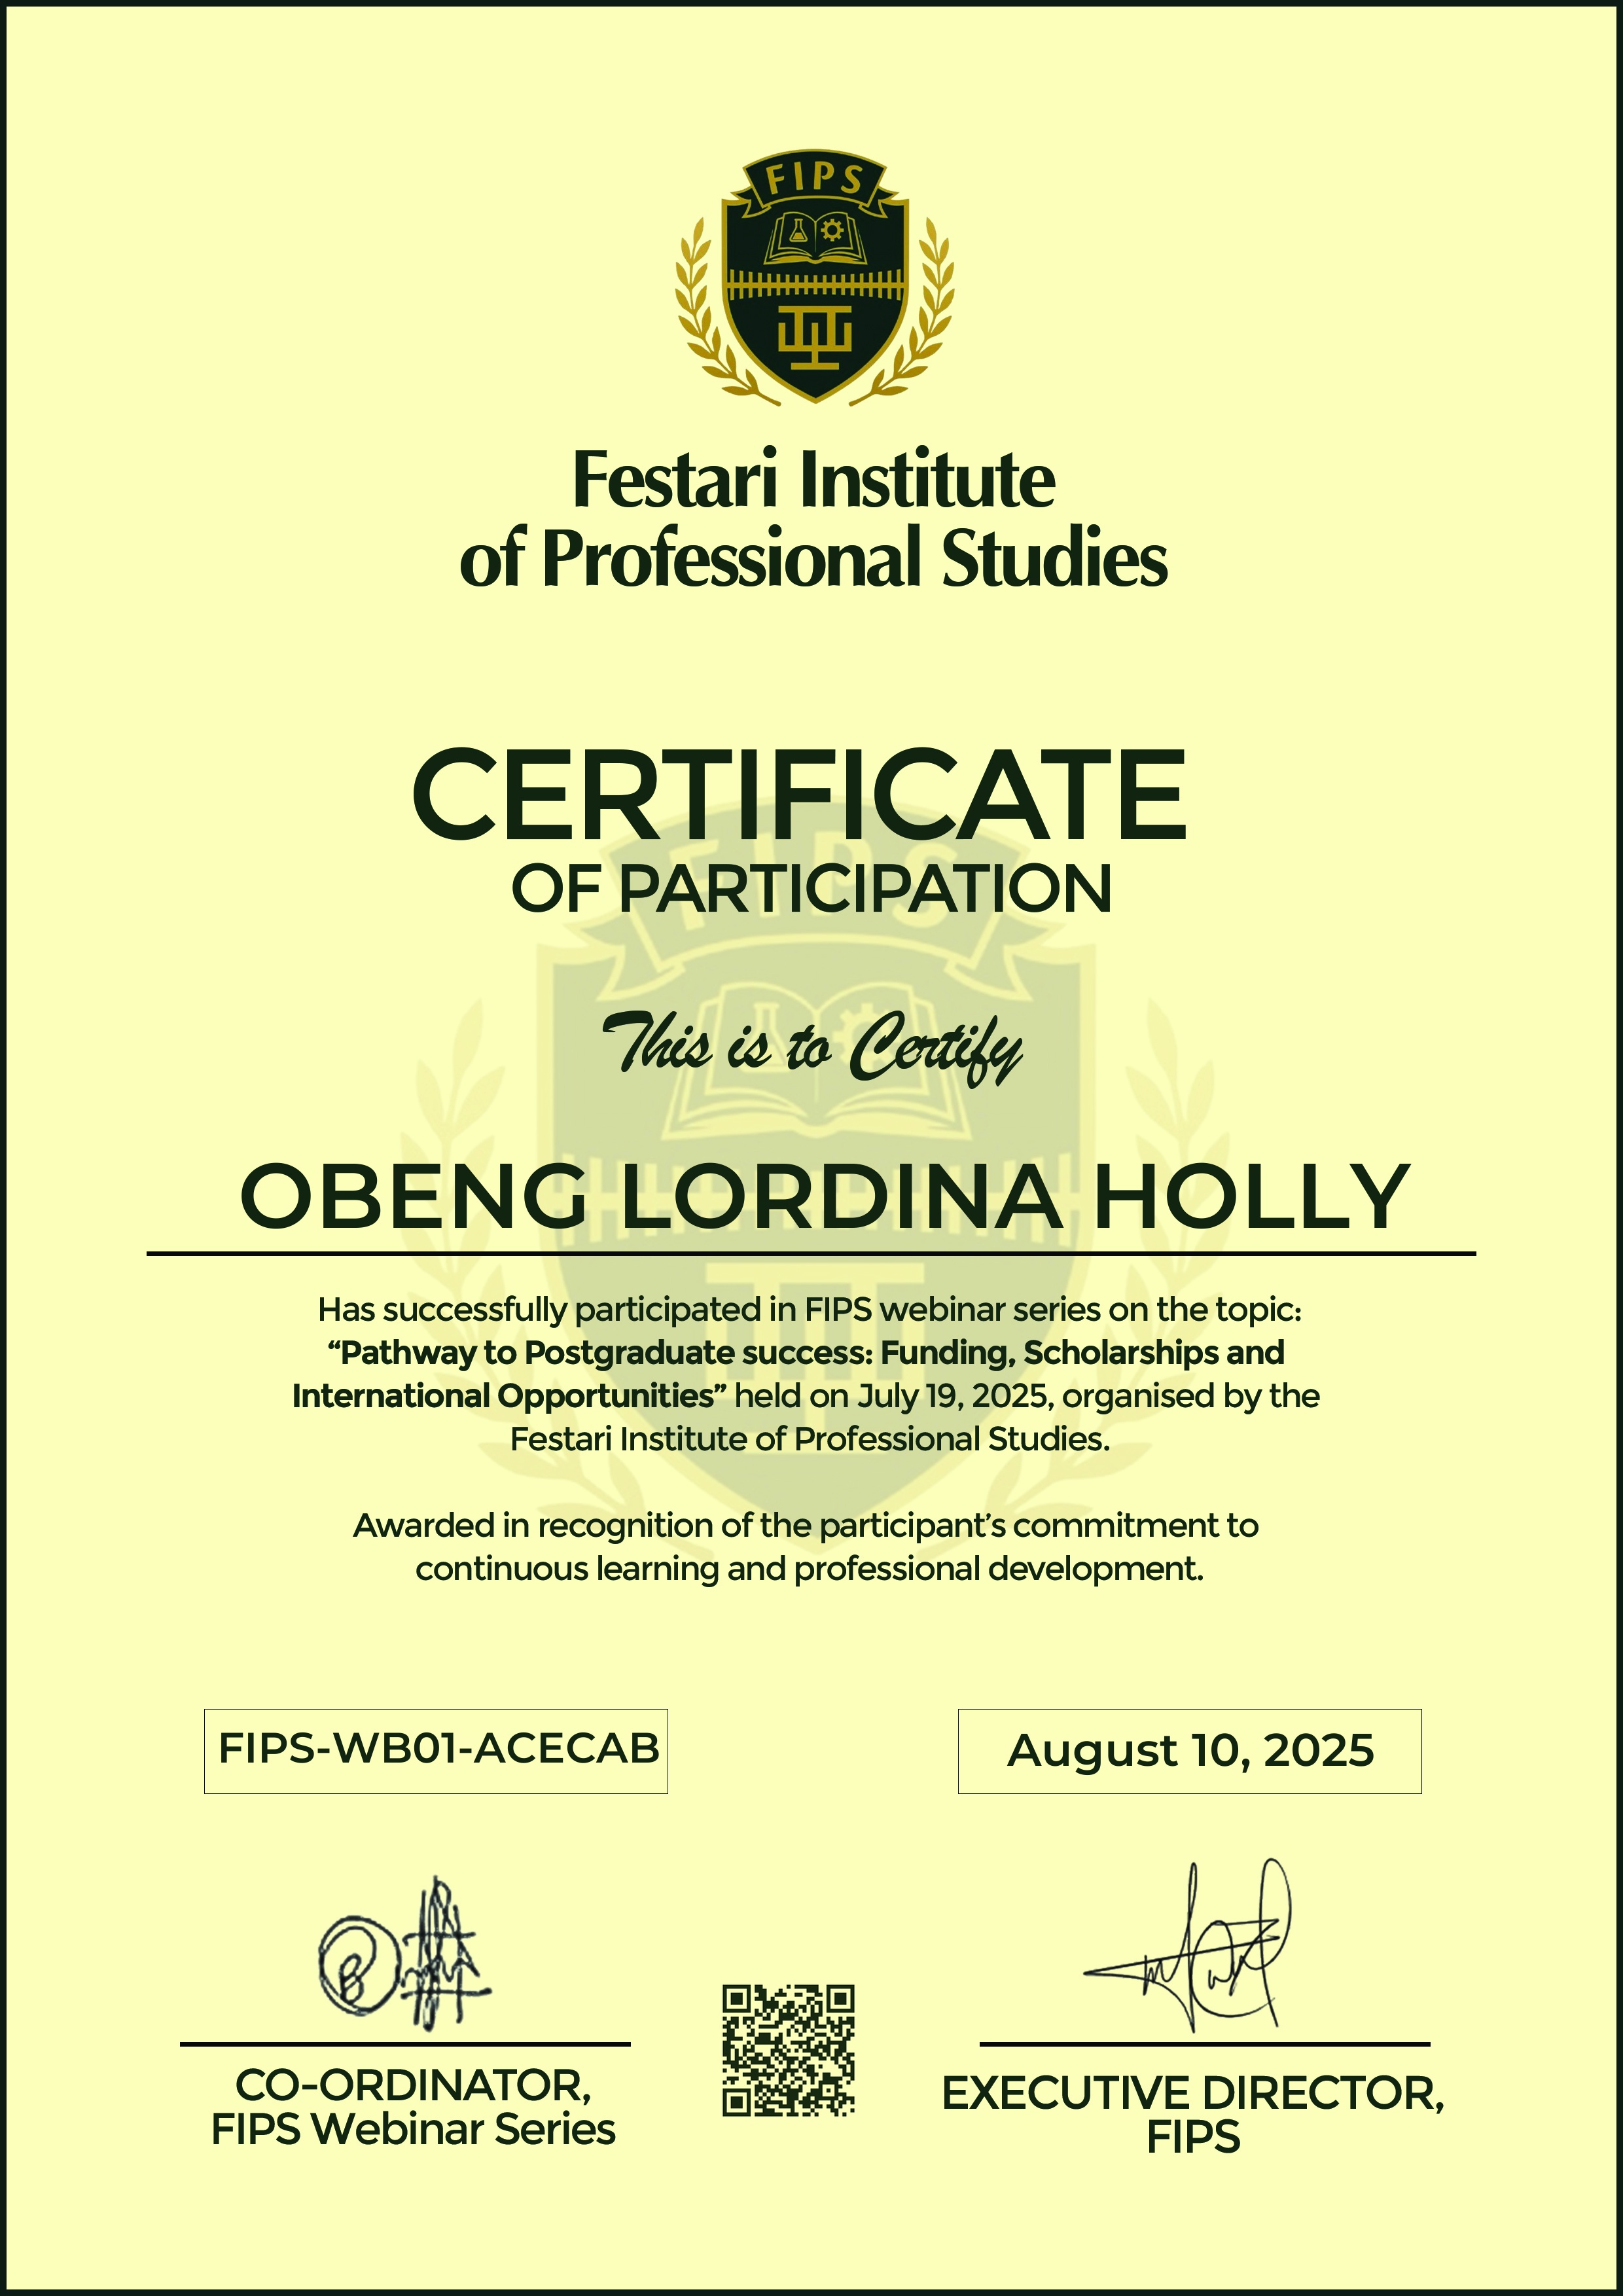 FIPS
Festari Institute
of Professional Studies
CERTIFICATE
OF PARTICIPATION
This is to Certify
OBENG LORDINA HOLLY
Has successfully participated in FIPS webinar series on the topic:
“Pathway to Postgraduate success: Funding, Scholarships and
International Opportunities” held on July 19, 2025, organised by the
Festari Institute of Professional Studies.
Awarded in recognition of the participant’s commitment to
continuous learning and professional development.
FIPS-WB01-ACECAB
August 10, 2025
CO-ORDINATOR,
FIPS Webinar Series
EXECUTIVE DIRECTOR,
FIPS